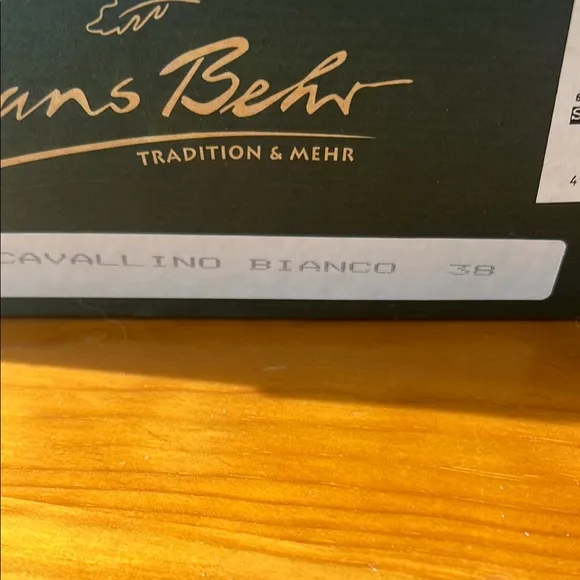 ans Behr
TRADITION & MEHR
CAVALLINO BIANCO 38